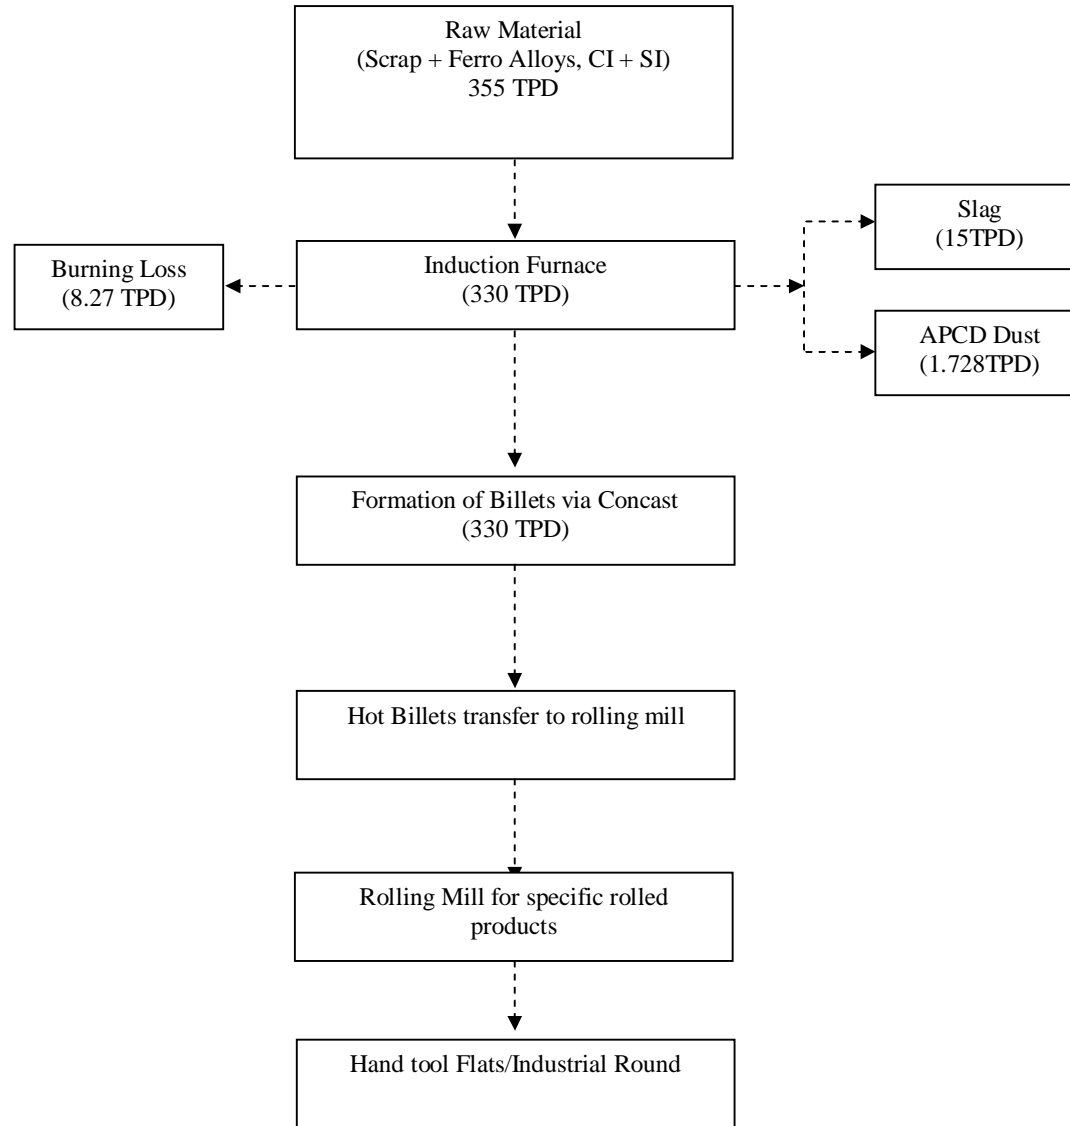 Raw Material
(Scrap + Ferro Alloys, CI + SI)
355 TPD
Slag
(15TPD)
Burning Loss
(8.27 TPD)
Induction Furnace
(330 TPD)
APCD Dust
(1.728TPD)
Formation of Billets via Concast
(330 TPD)
Hot Billets transfer to rolling mill
Rolling Mill for specific rolled
products
Hand tool Flats/Industrial Round